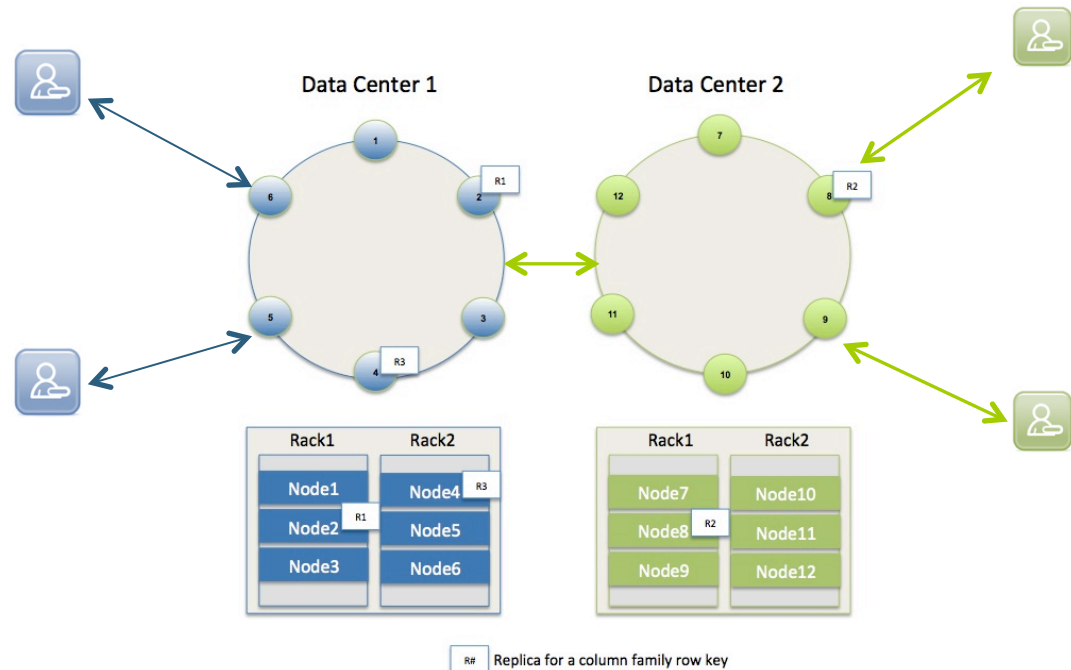 Data Center 1
Data Center 2
1
R1
2
3
4
R3
5
6
7
8
R2
9
10
11
12
Rack1
Rack2
Node1
Node4
R3
Node2
R1
Node5
Node3
Node6
Rack1
Rack2
Node7
Node10
Node8
R2
Node11
Node9
Node12
R# Replica for a column family row key